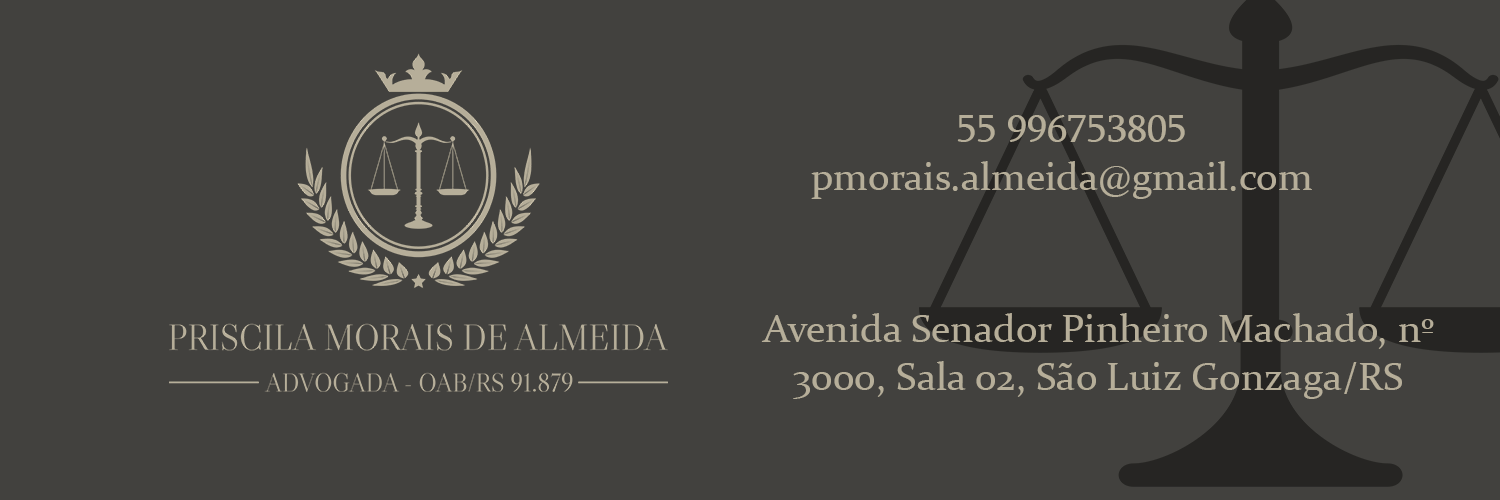 PRISCILA MORAIS DE ALMEIDA
ADVOGADA - OAB/RS 91.879
55 996753805
pmorais.almeida@gmail.com
Avenida Senador Pinheiro Machado, nº
3000, Sala 02, São Luiz Gonzaga/RS